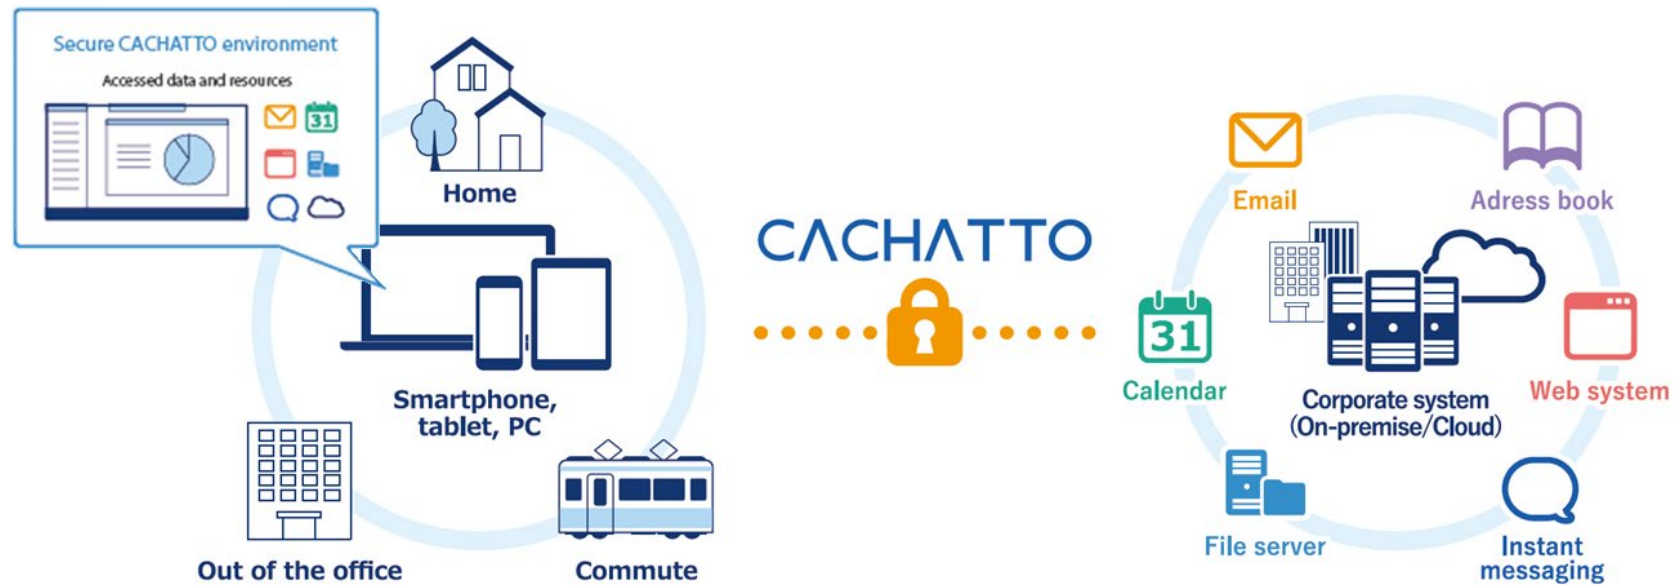 Secure CACHATTO environment
Accessed data and resources
31
Home
Smartphone,
tablet, PC
Out of the office
Commute
CACHATTO
Email
Adress book
31
Calendar
Corporate system
(On-premise/Cloud)
Web system
File server
Instant
messaging